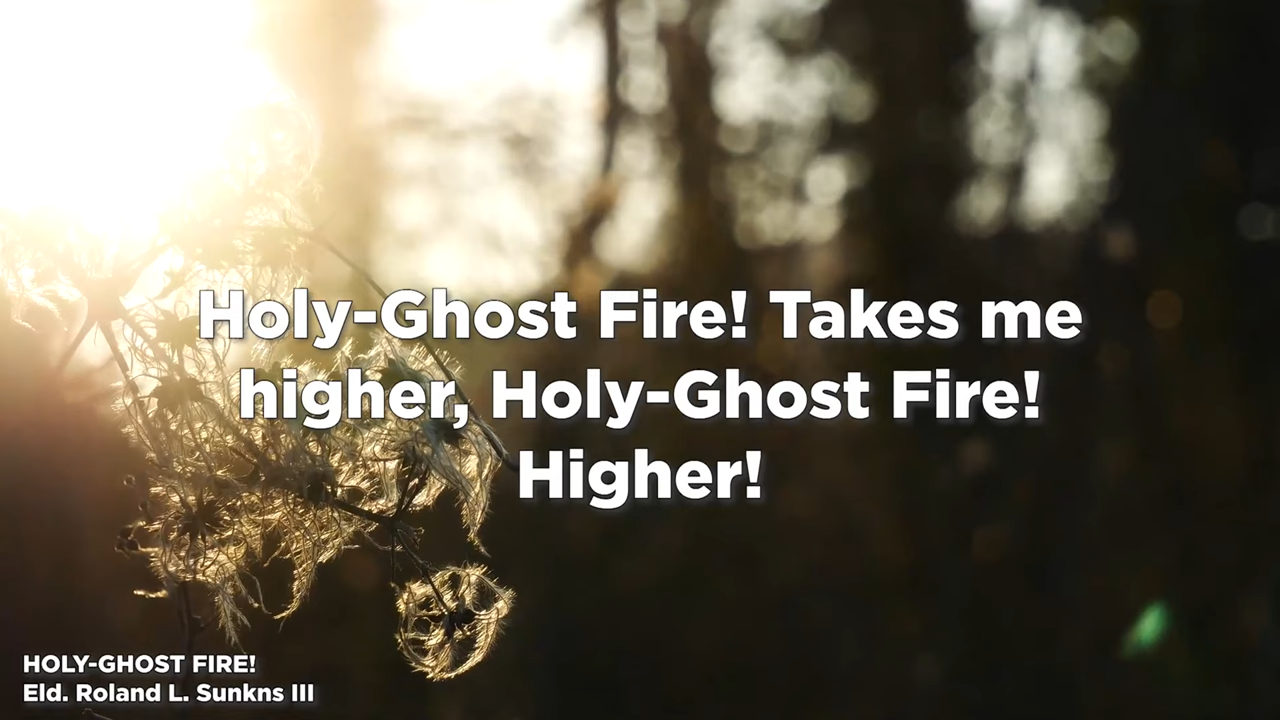 Holy-Ghost Fire! Takes me
higher, Holy-Ghost Fire!
Higher!
HOLY-GHOST FIRE!
Eld. Roland L. Sunkns III